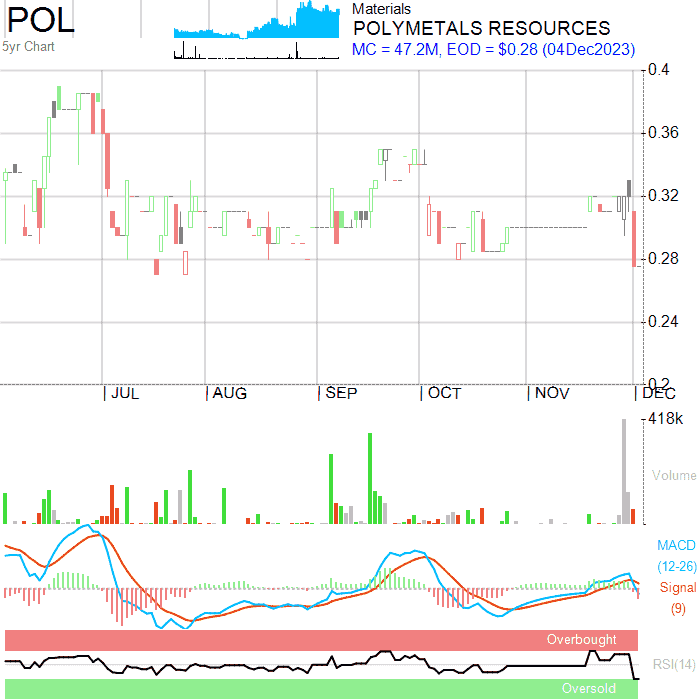 POL
5yr Chart
Materials
POLYMETALS RESOURCES
MC = 47.2M, EOD = $0.28 (04Dec2023)
0.4
0.36
0.32
0.28
0.24
0.2
JUL AUG SEP OCT NOV DEC
418k
Volume
MACD
(12-26)
Signal
(9)
Overbought
RSI(14)
Oversold